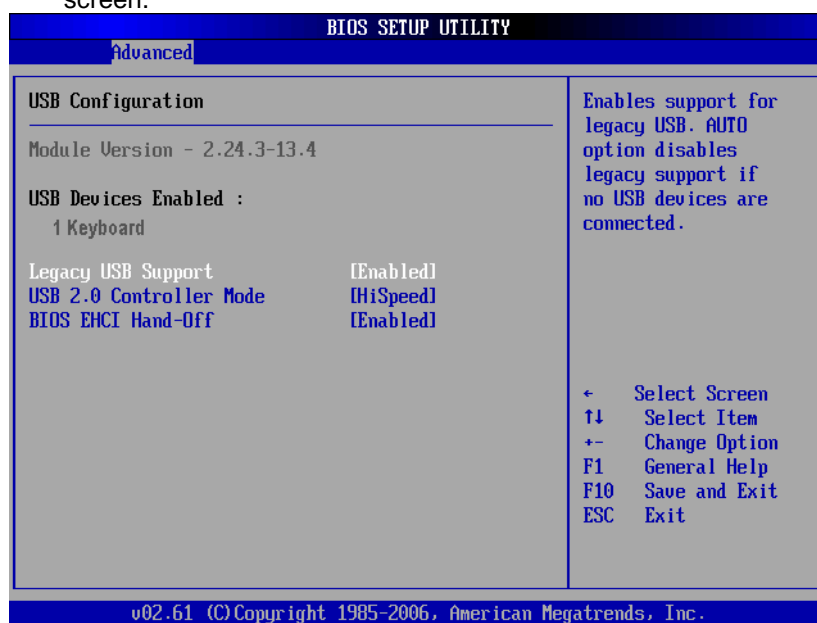 screen.
BIOS SETUP UTILITY
Advanced
USB Configuration
Module Version - 2.24.3-13.4
USB Devices Enabled :
1 Keyboard
Legacy USB Support [Enabled]
USB 2.0 Controller Mode [HiSpeed]
BIOS EHCI Hand-Off [Enabled]
Enables support for
legacy USB. AUTO
option disables
legacy support if
no USB devices are
connected.
← Select Screen
↑↓ Select Item
+- Change Option
F1 General Help
F10 Save and Exit
ESC Exit
v02.61 (C)Copyright 1985-2006, American Megatrends, Inc.